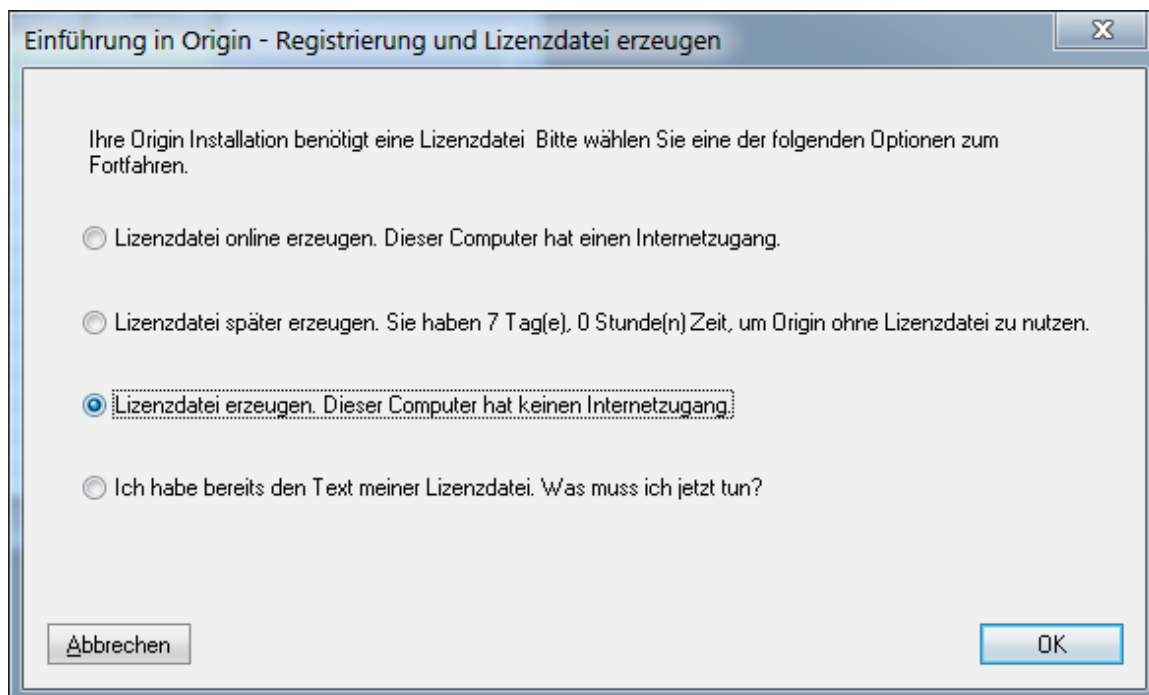 Einführung in Origin - Registrierung und Lizenzdatei erzeugen
Ihre Origin Installation benötigt eine Lizenzdatei  Bitte wählen Sie eine der folgenden Optionen zum
Fortfahren.
Lizenzdatei online erzeugen. Dieser Computer hat einen Internetzugang.
Lizenzdatei später erzeugen. Sie haben 7 Tag(e), 0 Stunde(n) Zeit, um Origin ohne Lizenzdatei zu nutzen.
Lizenzdatei erzeugen. Dieser Computer hat keinen Internetzugang.
Ich habe bereits den Text meiner Lizenzdatei. Was muss ich jetzt tun?
Abbrechen
OK